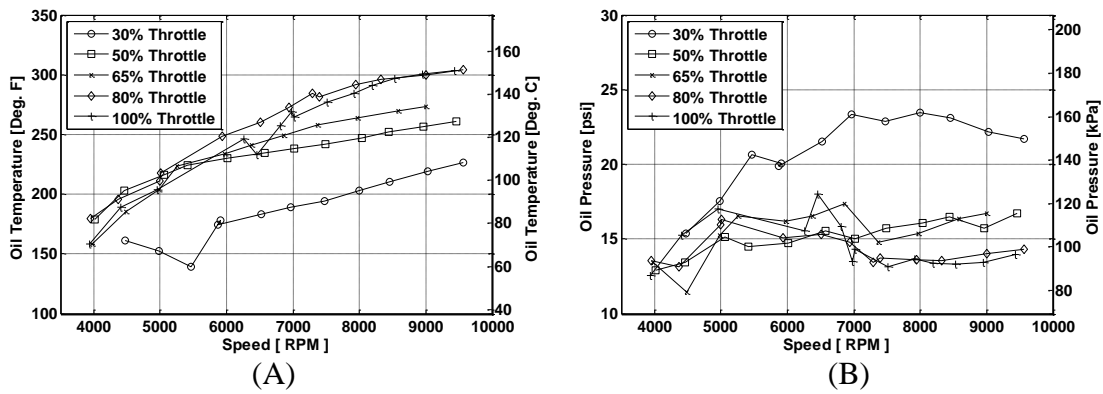 350
300
250
200
150
100
Oil Temperature [Deg. F]
30% Throttle
50% Throttle
65% Throttle
80% Throttle
100% Throttle
160
140
120
100
80
60
40
Oil Temperature [Deg. C]
4000 5000 6000 7000 8000 9000 10000
Speed [ RPM ]
(A)
30
25
20
15
10
Oil Pressure [psi]
30% Throttle
50% Throttle
65% Throttle
80% Throttle
100% Throttle
200
180
160
140
120
100
80
Oil Pressure [kPa]
4000 5000 6000 7000 8000 9000 10000
Speed [ RPM ]
(B)